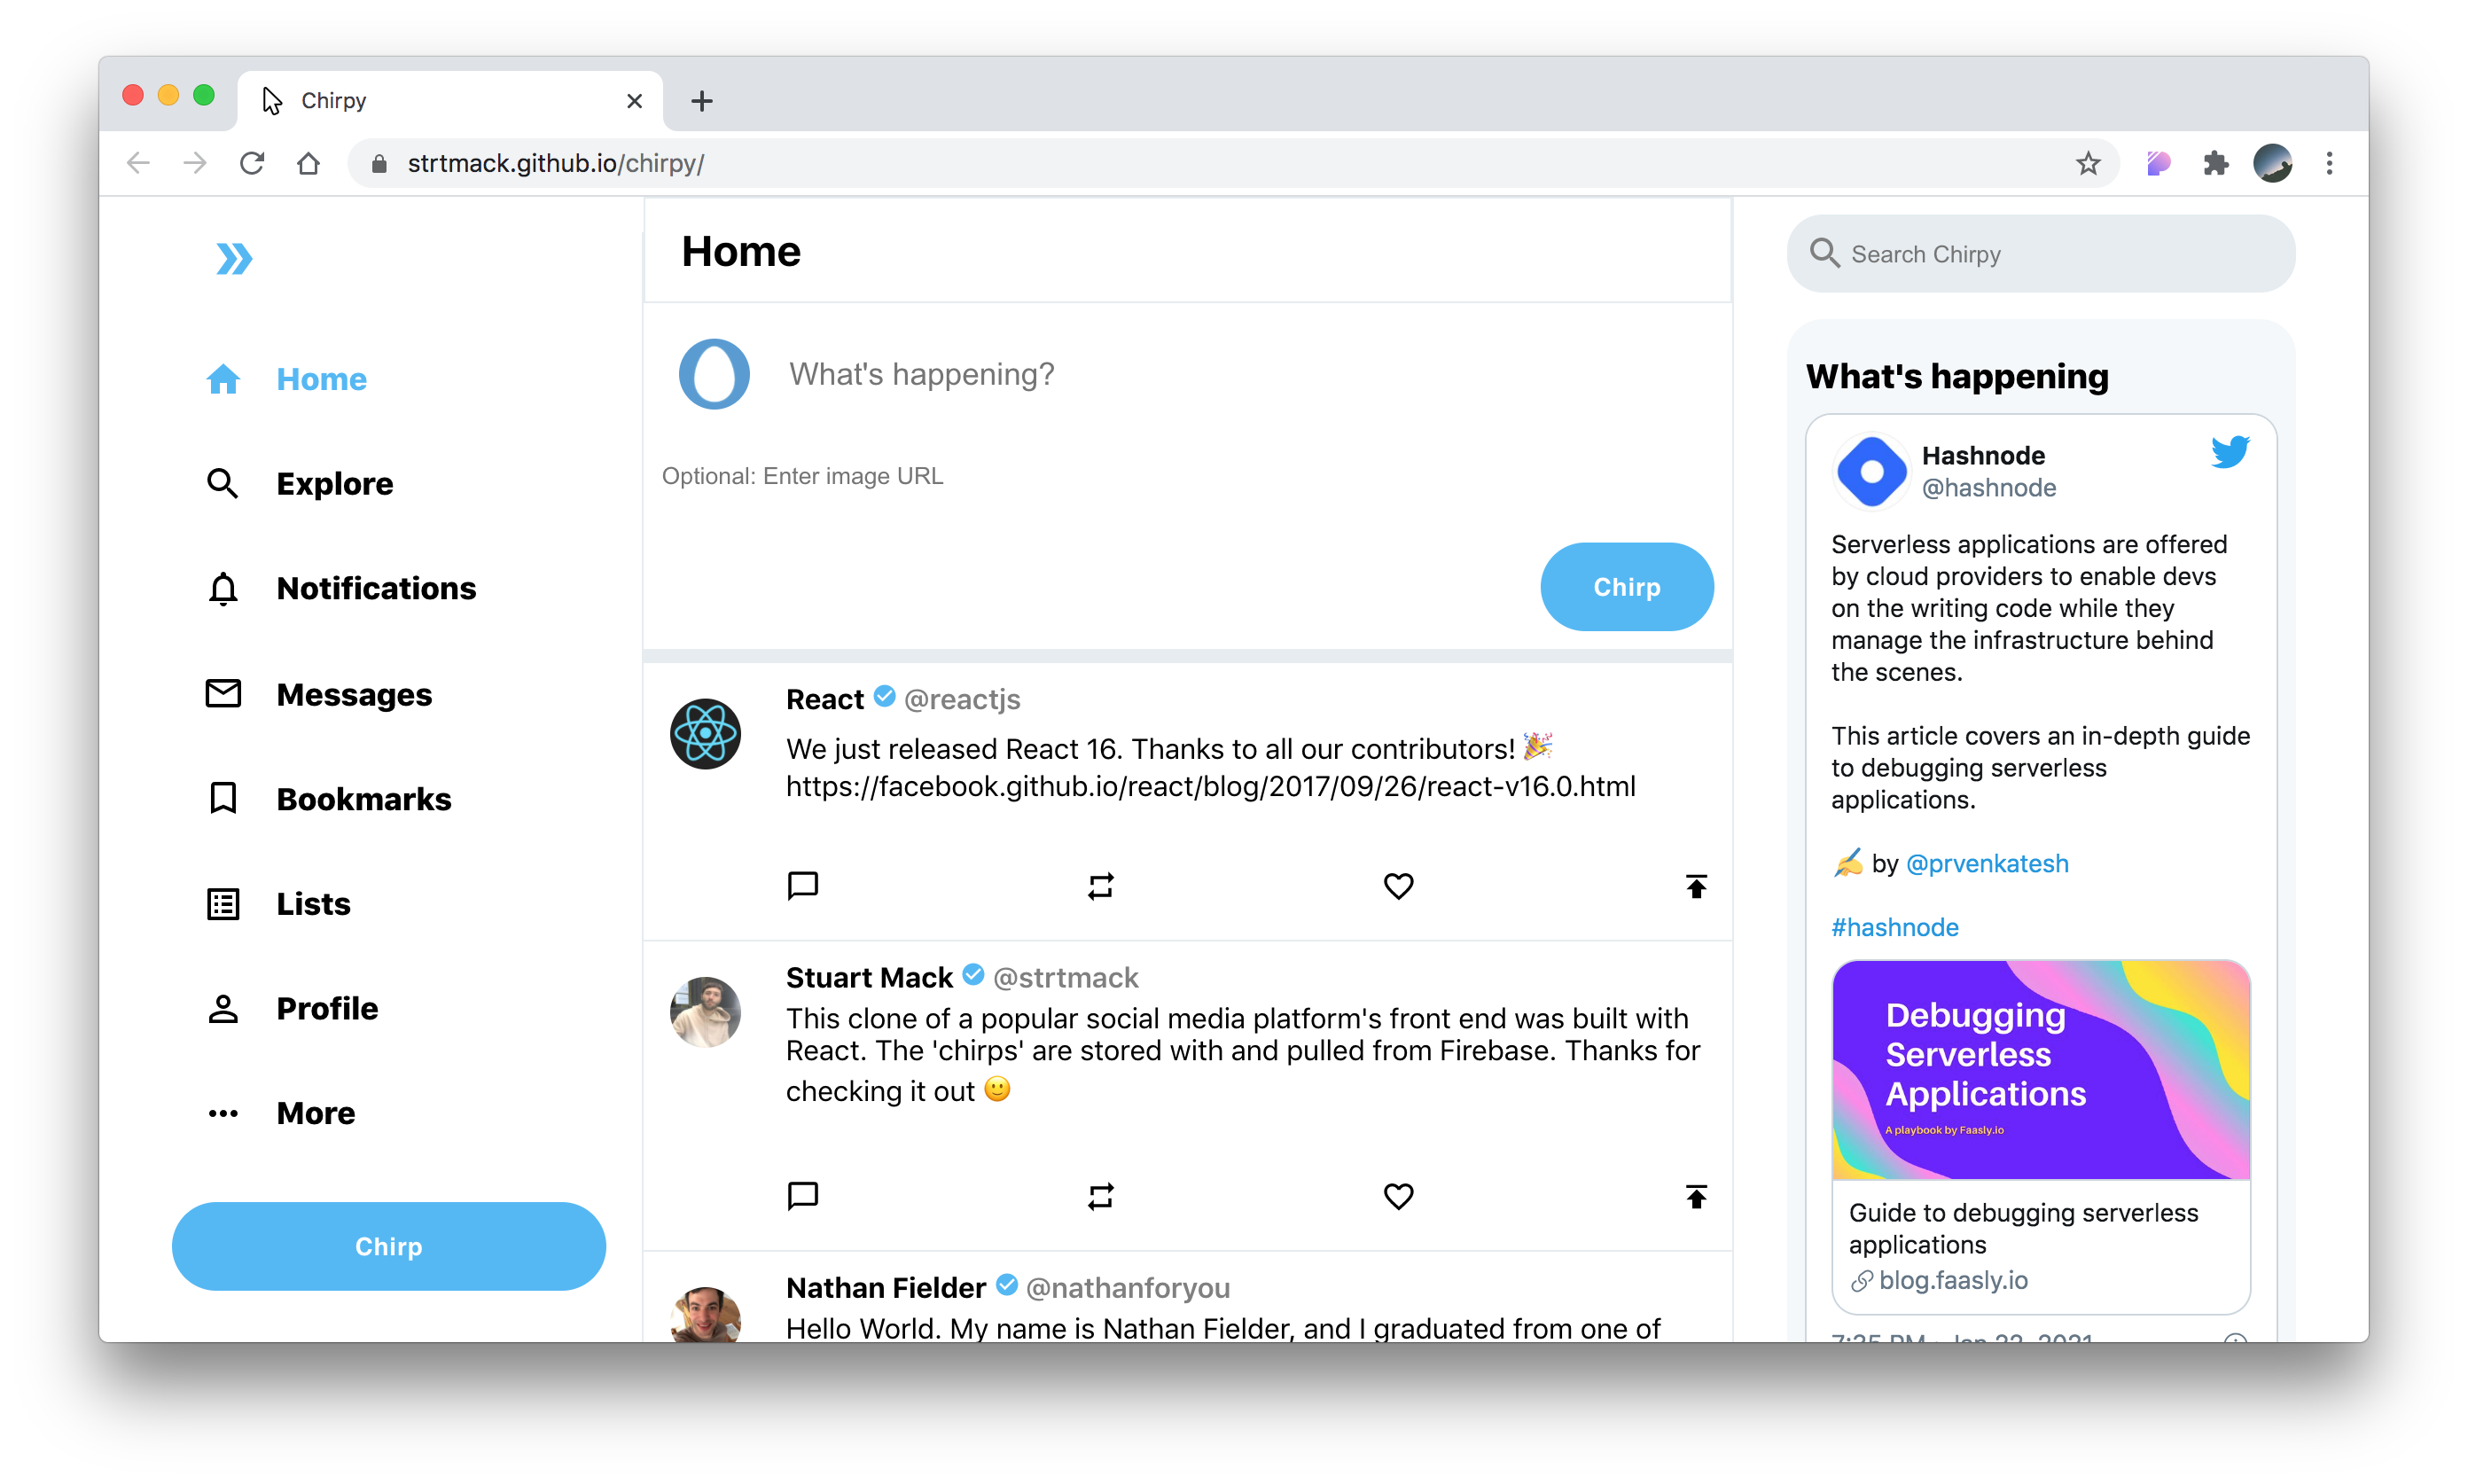 Chirpy
strtmack.github.io/chirpy/
Home
Explore
Notifications
Messages
Bookmarks
Lists
Profile
More
Chirp
Home
What's happening?
Optional: Enter image URL
Chirp
React @reactjs
We just released React 16. Thanks to all our contributors! 🎉
https://facebook.github.io/react/blog/2017/09/26/react-v16.0.html
Stuart Mack @strtmack
This clone of a popular social media platform's front end was built with
React. The 'chirps' are stored with and pulled from Firebase. Thanks for
checking it out 🙂
Nathan Fielder @nathanforyou
Hello World. My name is Nathan Fielder, and I graduated from one of
Search Chirpy
What's happening
Hashnode
@hashnode
Serverless applications are offered
by cloud providers to enable devs
on the writing code while they
manage the infrastructure behind
the scenes.
This article covers an in-depth guide
to debugging serverless
applications.
✍️ by @prvenkatesh
#hashnode
Debugging
Serverless
Applications
A playbook by Faasly.io
Guide to debugging serverless
applications
blog.faasly.io
7:35 PM · Jan 22, 2021